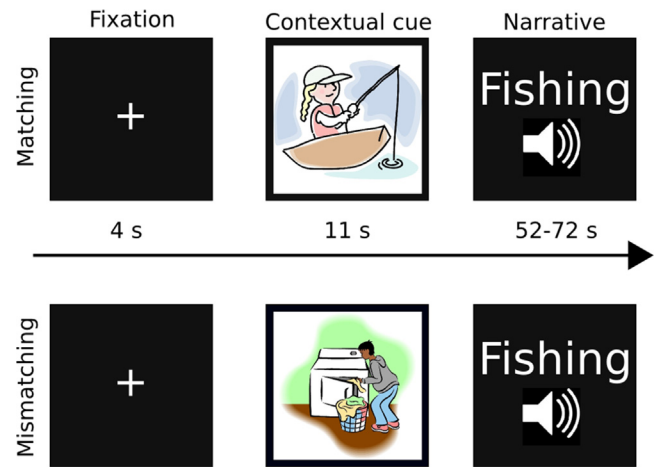 Fixation
Contextual cue
Narrative
Matching
+
Fishing
4 s
11 s
52-72 s
Mismatching
+
Fishing